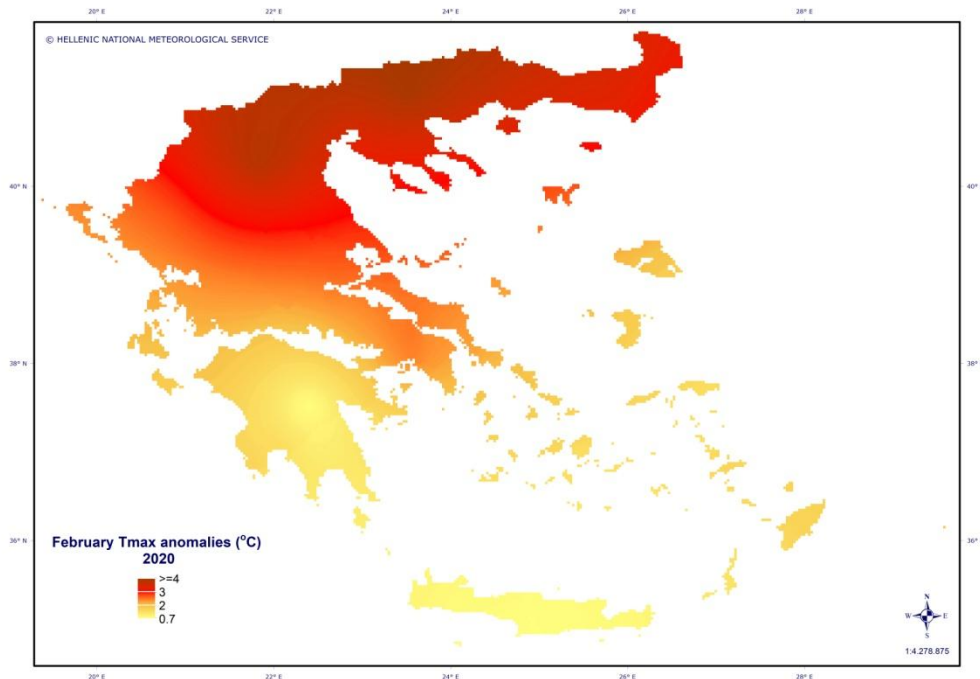 20° E 22° E 24° E 26° E 28° E
© HELLENIC NATIONAL METEOROLOGICAL SERVICE
40° N 40°
38° N 38°
36° N 36°
February Tmax anomalies (°C)
2020
>=4
3
2
0.7
N
W E
S
1:4.278.875
20° E 22° E 24° E 26° E 28° E